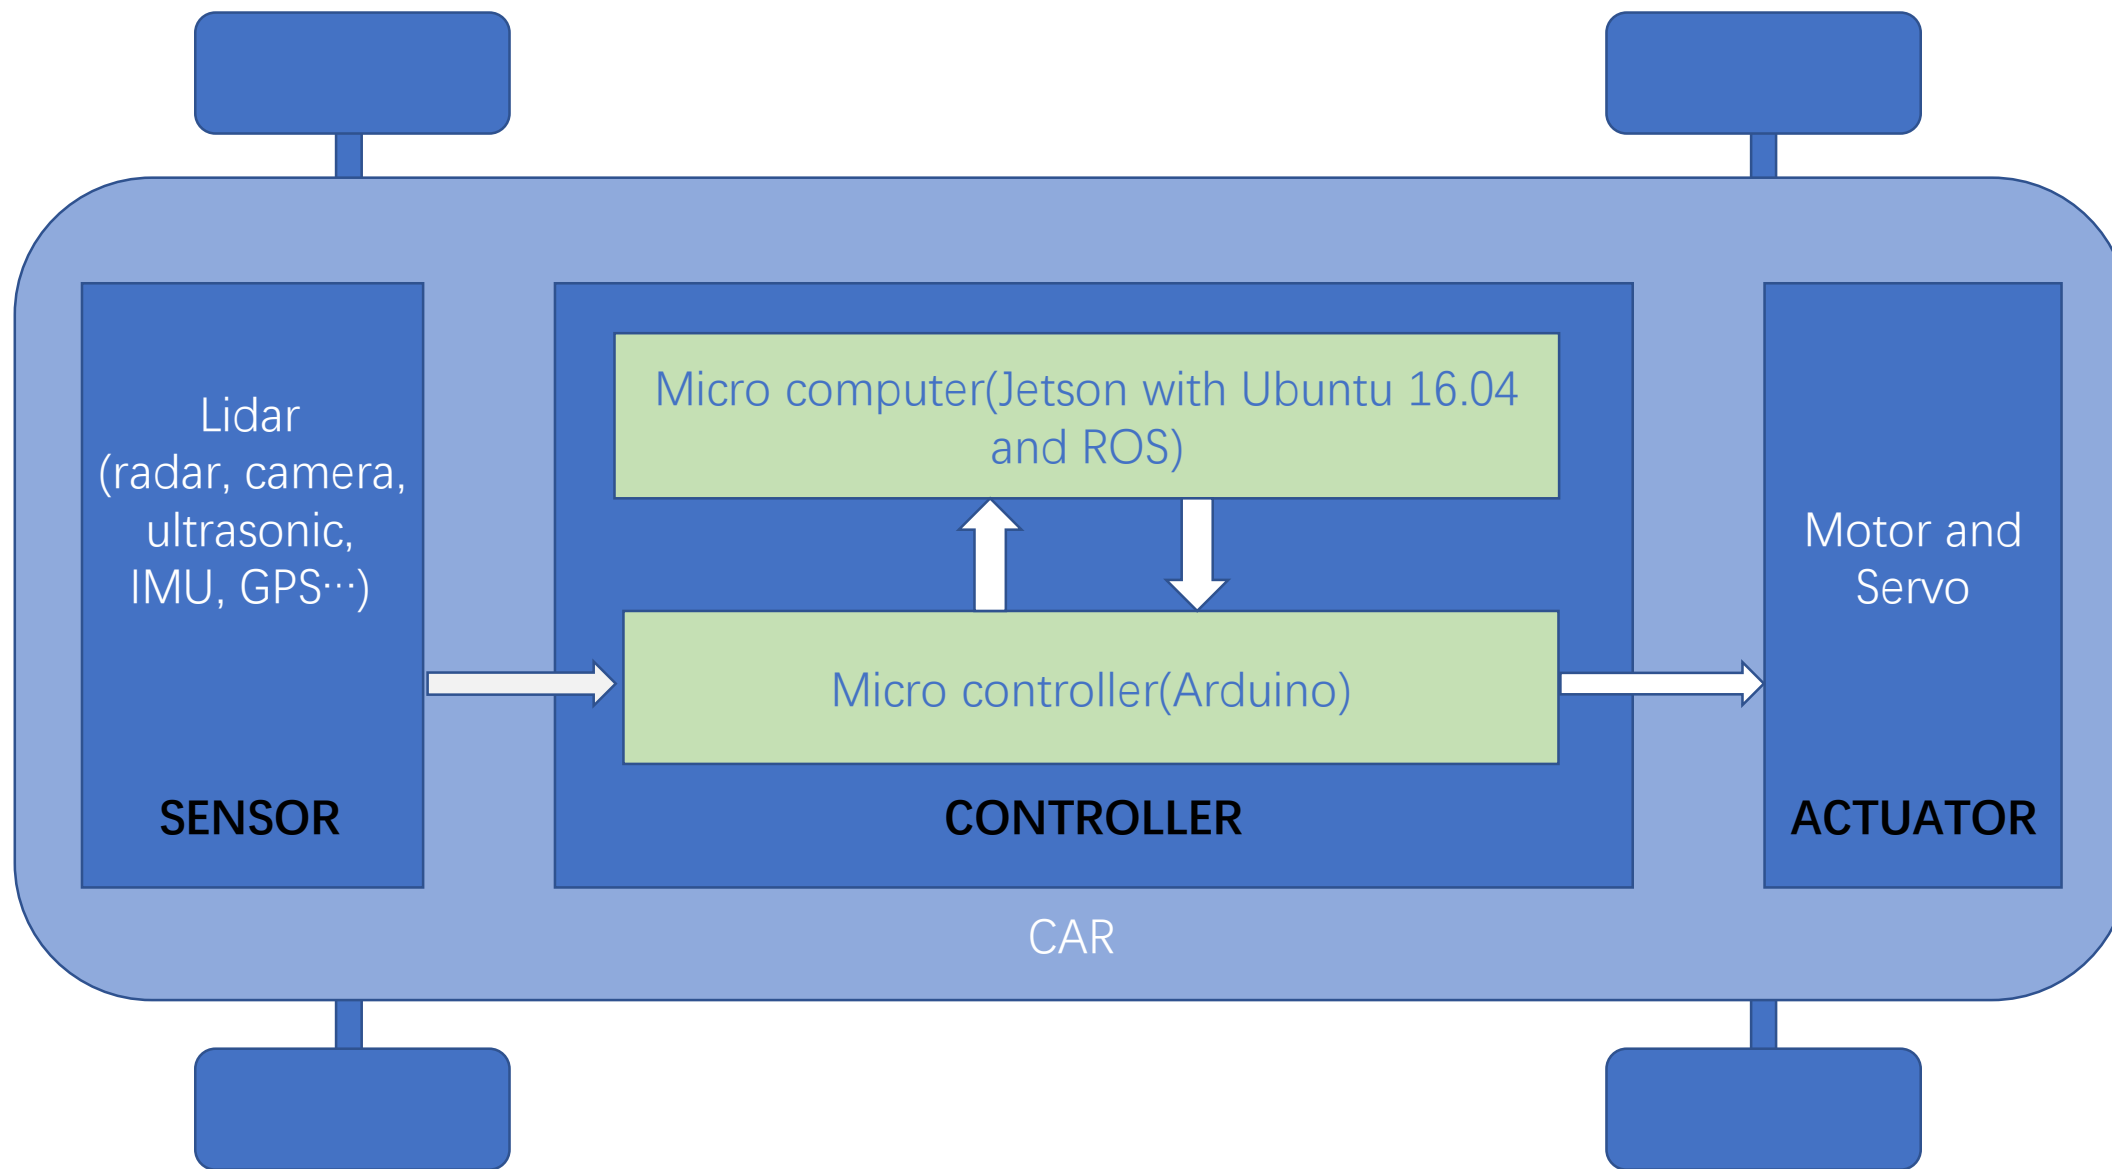 Lidar
(radar, camera,
ultrasonic,
IMU, GPS…)
SENSOR
Micro computer(Jetson with Ubuntu 16.04
and ROS)
Micro controller(Arduino)
CONTROLLER
Motor and
Servo
ACTUATOR
CAR